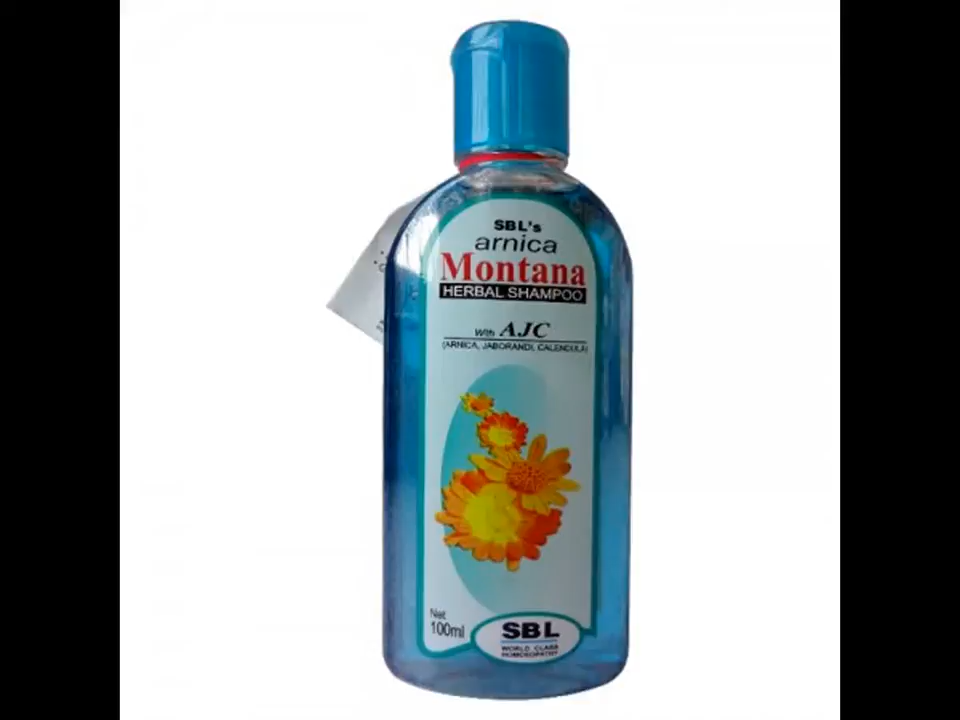 SBL's
arnica
Montana
HERBAL SHAMPOO
With AJC
(ARNICA, JABORANDI, CALENDULA)
Net
100ml
SBL
WORLD CLASS
HOMOEOPATHY